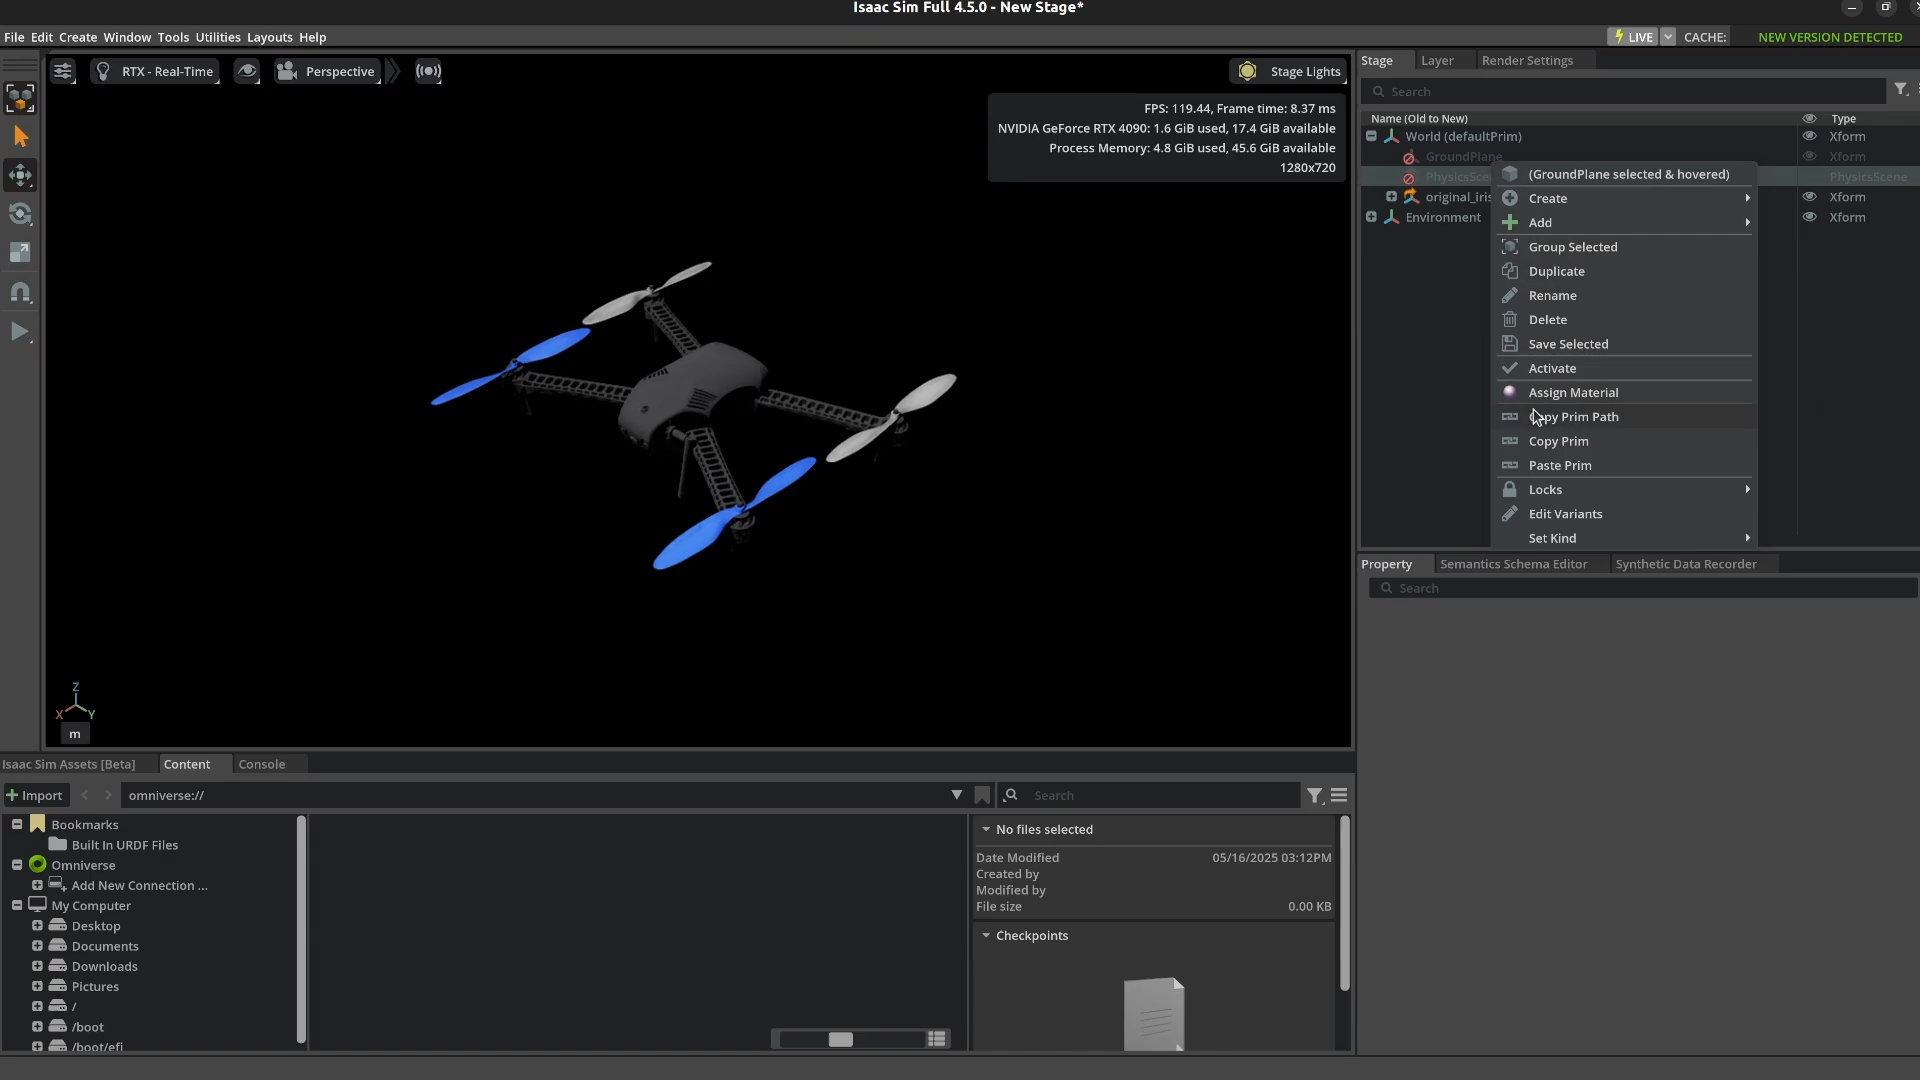 Isaac Sim Full 4.5.0 - New Stage*
File Edit Create Window Tools Utilities Layouts Help
LIVE CACHE: NEW VERSION DETECTED
RTX - Real-Time
Perspective
Stage Lights
FPS: 119.44, Frame time: 8.37 ms
NVIDIA GeForce RTX 4090: 1.6 GiB used, 17.4 GiB available
Process Memory: 4.8 GiB used, 45.6 GiB available
1280x720
Z
X Y
m
Stage Layer Render Settings
Search
Name (Old to New) Type
World (defaultPrim) Xform
GroundPlane Xform
PhysicsSce PhysicsScene
original_iris Xform
Environment Xform
(GroundPlane selected & hovered)
Create
Add
Group Selected
Duplicate
Rename
Delete
Save Selected
Activate
Assign Material
Copy Prim Path
Copy Prim
Paste Prim
Locks
Edit Variants
Set Kind
Property Semantics Schema Editor Synthetic Data Recorder
Search
Isaac Sim Assets [Beta] Content Console
Import omniverse:// Search
Bookmarks
Built In URDF Files
Omniverse
Add New Connection ...
My Computer
Desktop
Documents
Downloads
Pictures
/
/boot
/boot/efi
No files selected
Date Modified 05/16/2025 03:12PM
Created by
Modified by
File size 0.00 KB
Checkpoints